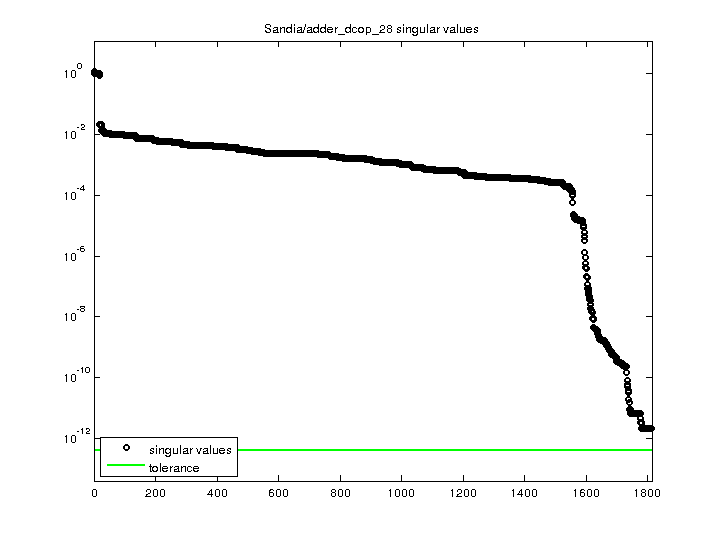 Sandia/adder_dcop_28 singular values
10^0
10^-2
10^-4
10^-6
10^-8
10^-10
10^-12
singular values
tolerance
0 200 400 600 800 1000 1200 1400 1600 1800